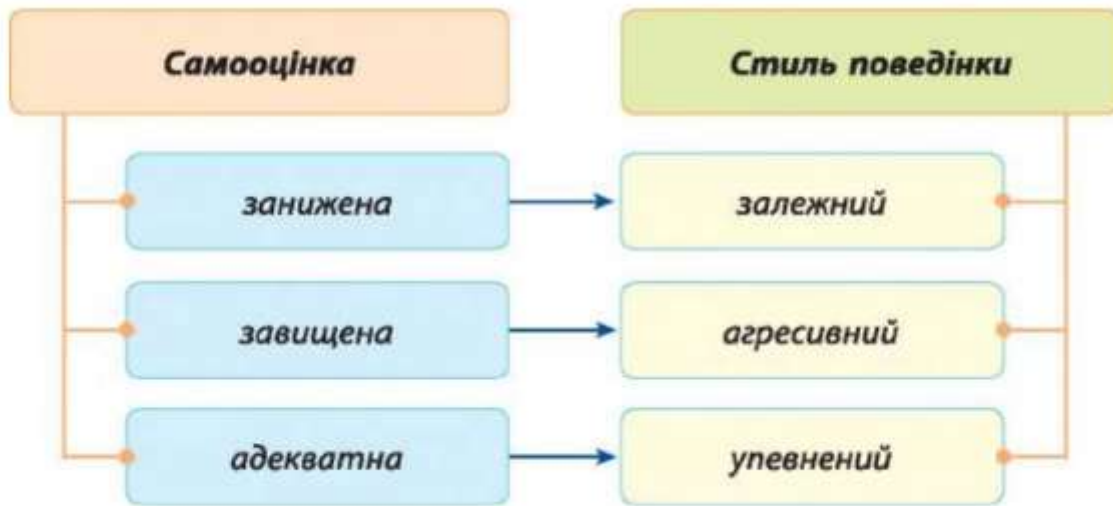 Самооцінка
Стиль поведінки
занижена
залежний
завищена
агресивний
адекватна
упевнений